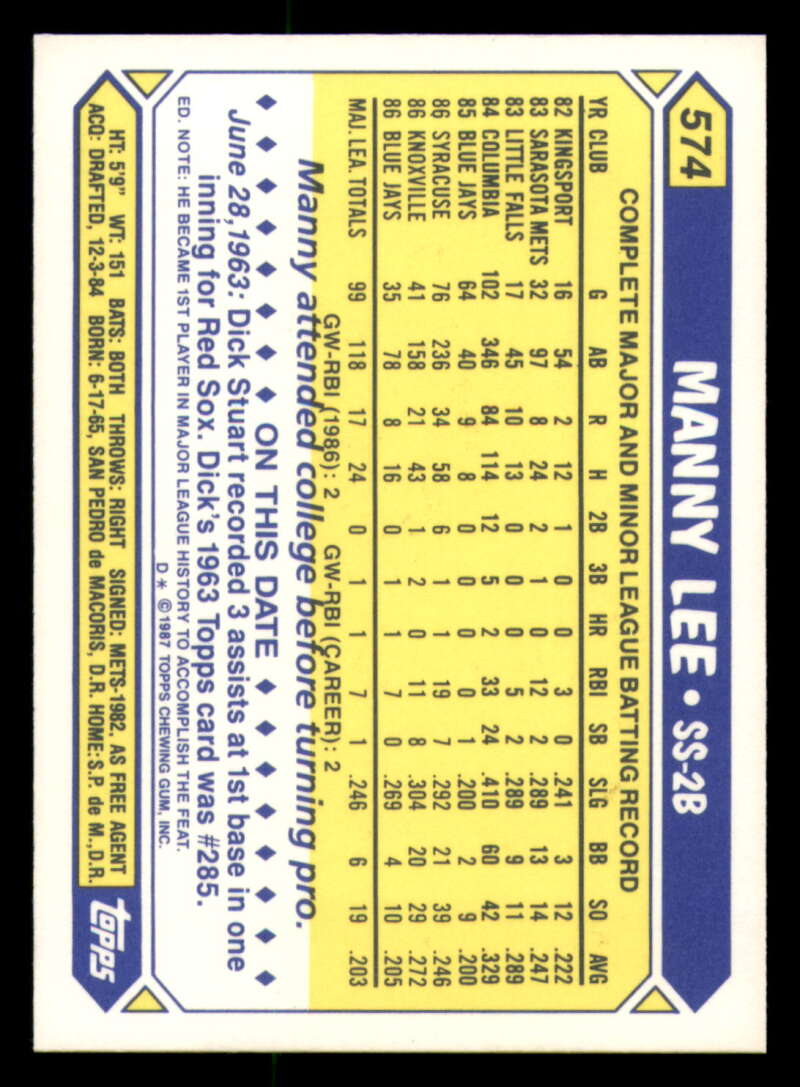 574
MANNY LEE • SS-2B
COMPLETE MAJOR AND MINOR LEAGUE BATTING RECORD
YR CLUB G AB R H 2B 3B HR RBI SB SLG BB SO AVG
82 KINGSPORT 16 54 2 12 1 0 0 3 0 .241 3 12 .222
83 SARASOTA METS 32 97 8 24 2 1 0 12 2 .289 13 14 .247
83 LITTLE FALLS 17 45 10 13 0 0 0 5 2 .289 9 11 .289
84 COLUMBIA 102 346 84 114 12 5 2 33 24 .410 60 42 .329
85 BLUE JAYS 64 40 9 8 0 0 0 0 1 .200 2 9 .200
86 SYRACUSE 76 236 34 58 6 1 1 19 7 .292 21 39 .246
86 KNOXVILLE 41 158 21 43 1 2 0 11 8 .304 20 29 .272
86 BLUE JAYS 35 78 8 16 0 1 1 7 0 .269 4 10 .205
MAJ. LEA. TOTALS 99 118 17 24 0 1 1 7 1 .246 6 19 .203
GW-RBI (1986): 2 GW-RBI (CAREER): 2
Manny attended college before turning pro.
◆ ◆ ◆ ◆ ◆ ◆ ◆ ON THIS DATE ◆ ◆ ◆ ◆ ◆ ◆ ◆
June 28, 1963: Dick Stuart recorded 3 assists at 1st base in one
inning for Red Sox. Dick's 1963 Topps card was #285.
ED. NOTE: HE BECAME 1ST PLAYER IN MAJOR LEAGUE HISTORY TO ACCOMPLISH THE FEAT.
D* ©1987 TOPPS CHEWING GUM, INC.
HT: 5'9" WT: 151 BATS: BOTH THROWS: RIGHT SIGNED: METS-1982, AS FREE AGENT
ACQ: DRAFTED, 12-3-84 BORN: 6-17-65, SAN PEDRO de MACORIS, D.R. HOME: S.P. de M., D.R.
topps